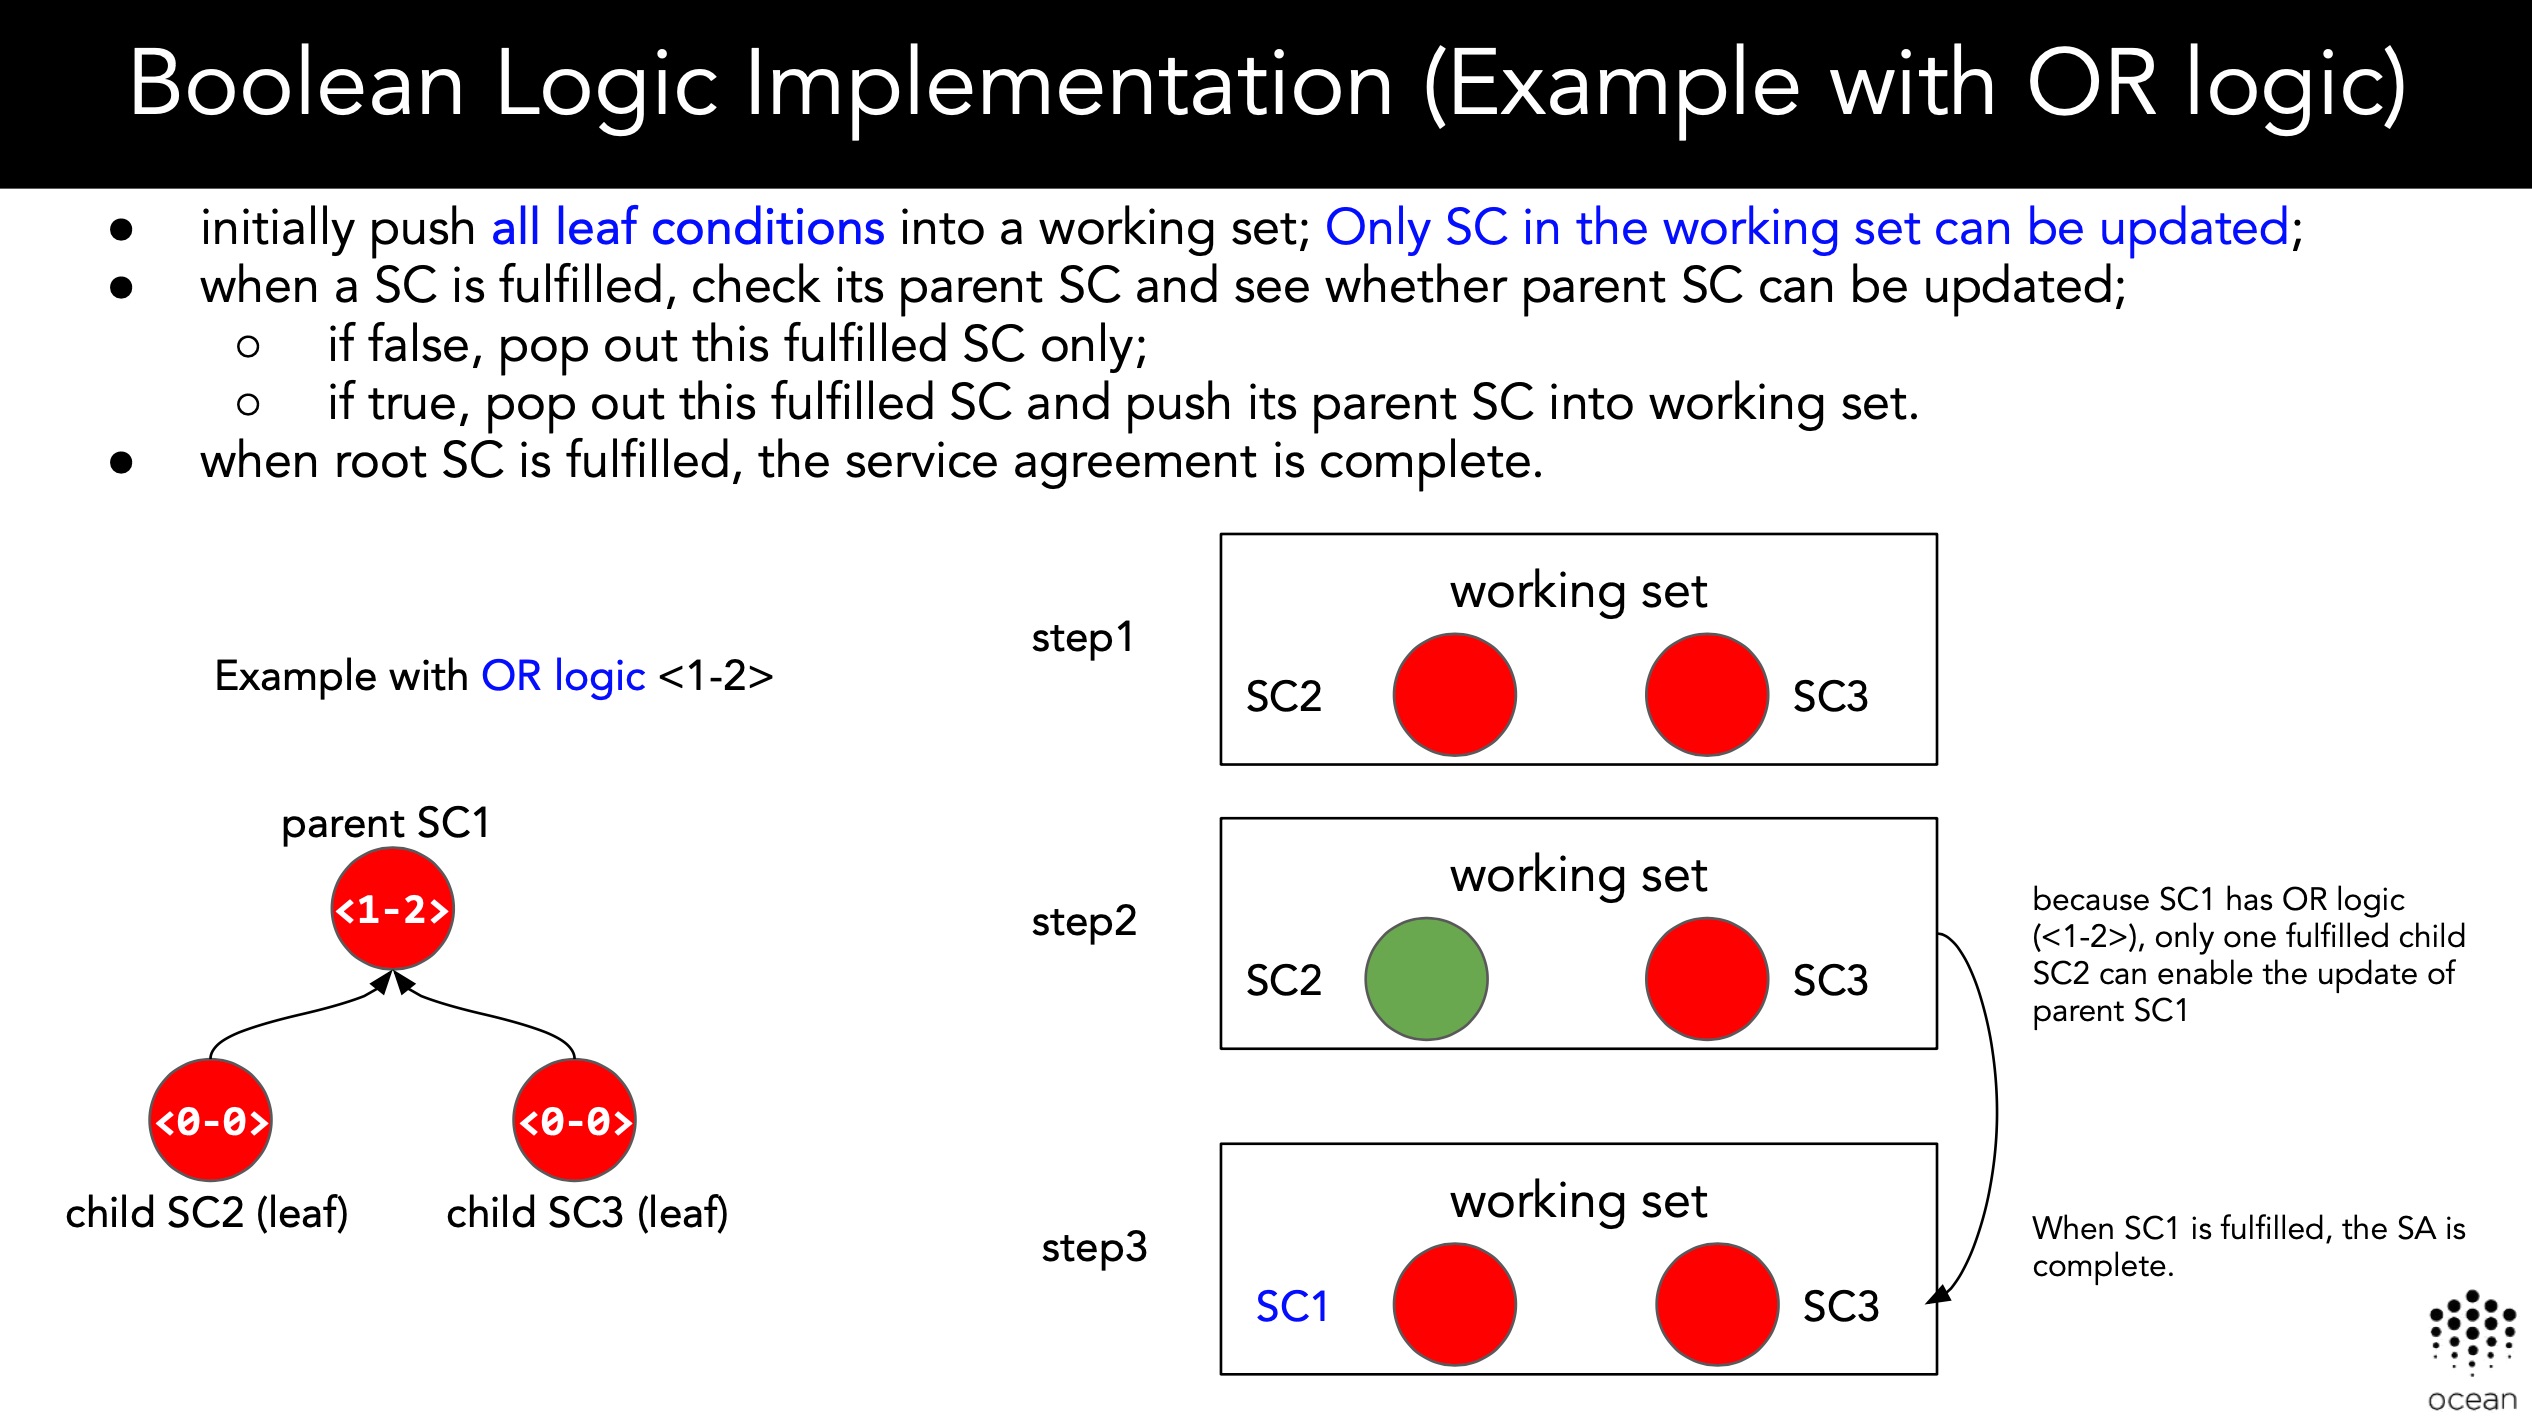 Boolean Logic Implementation (Example with OR logic)
● initially push all leaf conditions into a working set; Only SC in the working set can be updated;
● when a SC is fulfilled, check its parent SC and see whether parent SC can be updated;
○ if false, pop out this fulfilled SC only;
○ if true, pop out this fulfilled SC and push its parent SC into working set.
● when root SC is fulfilled, the service agreement is complete.
Example with OR logic <1-2>
parent SC1
<1-2>
<0-0>
<0-0>
child SC2 (leaf)
child SC3 (leaf)
step1
working set
SC2
SC3
step2
working set
SC2
SC3
because SC1 has OR logic
(<1-2>), only one fulfilled child
SC2 can enable the update of
parent SC1
step3
working set
SC1
SC3
When SC1 is fulfilled, the SA is
complete.
ocean